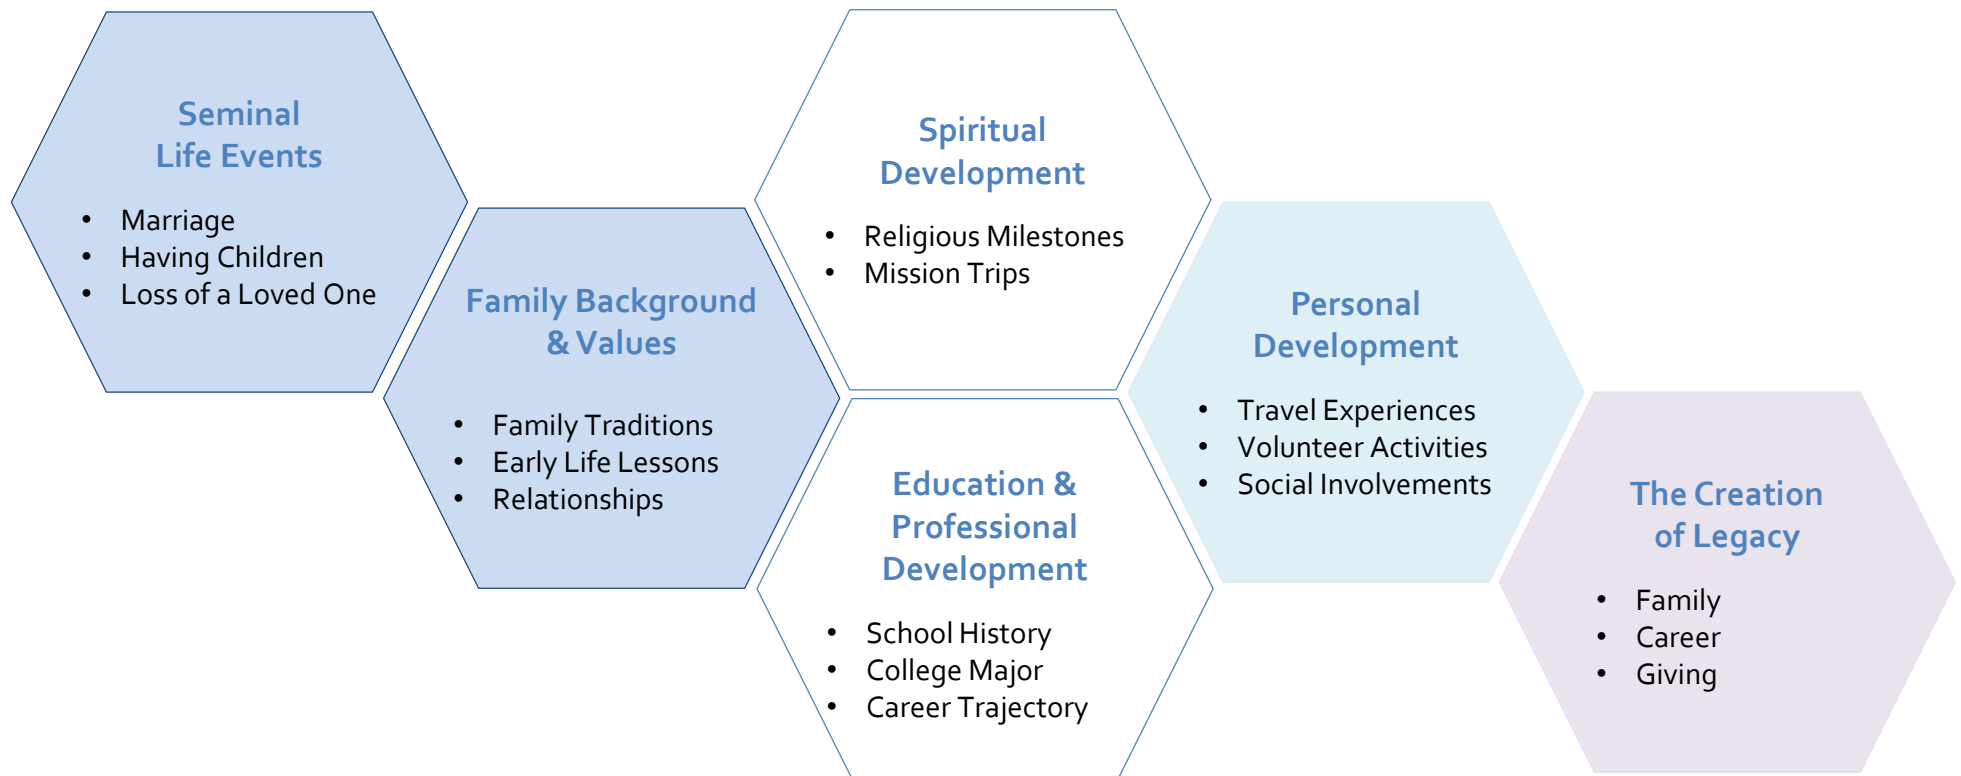 Seminal
Life Events
• Marriage
• Having Children
• Loss of a Loved One
Family Background
& Values
• Family Traditions
• Early Life Lessons
• Relationships
Spiritual
Development
• Religious Milestones
• Mission Trips
Education &
Professional
Development
• School History
• College Major
• Career Trajectory
Personal
Development
• Travel Experiences
• Volunteer Activities
• Social Involvements
The Creation
of Legacy
• Family
• Career
• Giving